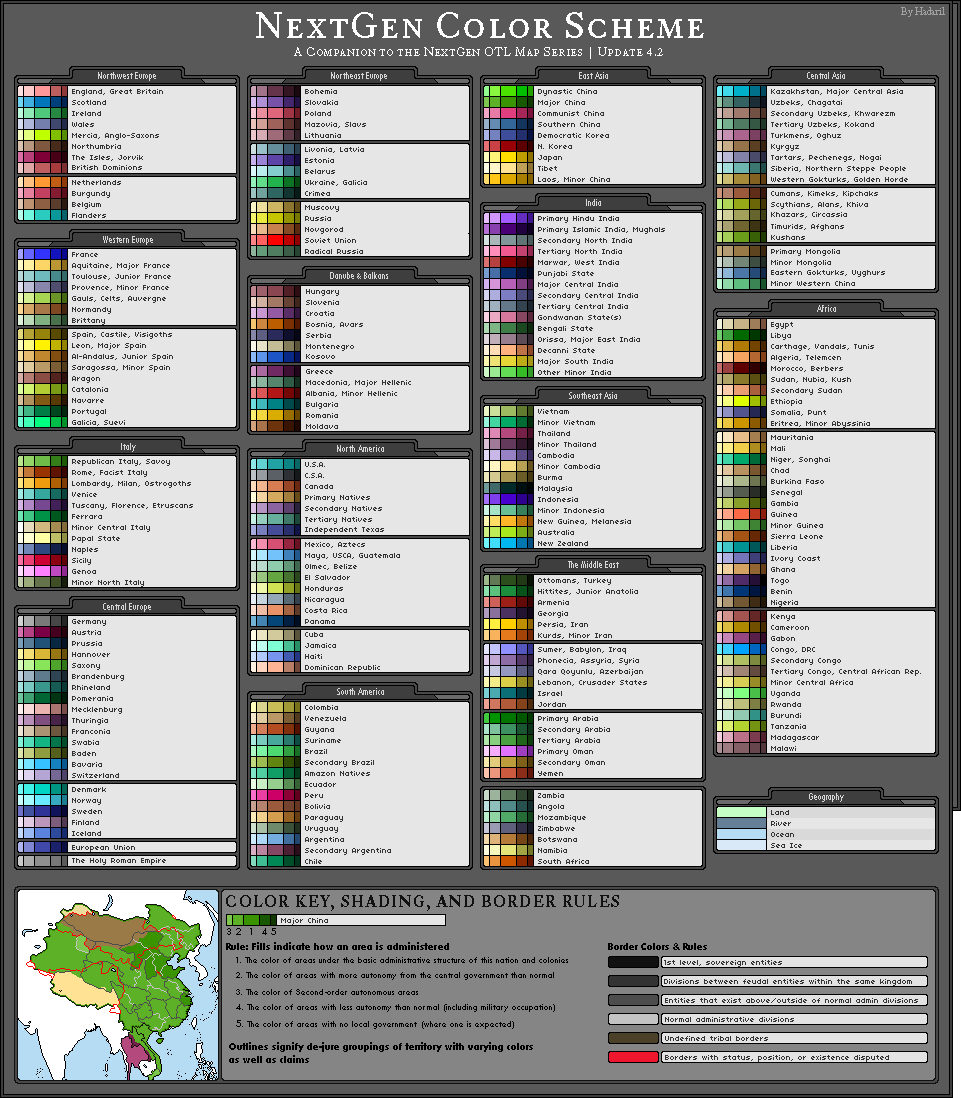 By Hadaril
NextGen Color Scheme
A Companion to the NextGen OTL Map Series | Update 4.2
Northwest Europe
England, Great Britain
Scotland
Ireland
Wales
Mercia, Anglo-Saxons
Northumbria
The Isles, Jorvik
British Dominions
Netherlands
Burgundy
Belgium
Flanders
Western Europe
France
Aquitaine, Major France
Toulouse, Junior France
Provence, Minor France
Gauls, Celts, Auvergne
Normandy
Brittany
Spain, Castile, Visigoths
Leon, Major Spain
Al-Andalus, Junior Spain
Saragossa, Minor Spain
Aragon
Catalonia
Navarre
Portugal
Galicia, Suevi
Italy
Republican Italy, Savoy
Rome, Facist Italy
Lombardy, Milan, Ostrogoths
Venice
Tuscany, Florence, Etruscans
Ferrara
Minor Central Italy
Papal State
Naples
Sicily
Genoa
Minor North Italy
Central Europe
Germany
Austria
Prussia
Hannover
Saxony
Brandenburg
Rhineland
Pomerania
Mecklenburg
Thuringia
Franconia
Swabia
Baden
Bavaria
Switzerland
Denmark
Norway
Sweden
Finland
Iceland
European Union
The Holy Roman Empire
Northeast Europe
Bohemia
Slovakia
Poland
Mazovia, Slavs
Lithuania
Livonia, Latvia
Estonia
Belarus
Ukraine, Galicia
Crimea
Muscovy
Russia
Novgorod
Soviet Union
Radical Russia
Danube & Balkans
Hungary
Slovenia
Croatia
Bosnia, Avars
Serbia
Montenegro
Kosovo
Greece
Macedonia, Major Hellenic
Albania, Minor Hellenic
Bulgaria
Romania
Moldava
North America
U.S.A.
C.S.A.
Canada
Primary Natives
Secondary Natives
Tertiary Natives
Independent Texas
Mexico, Aztecs
Maya, USCA, Guatemala
Olmec, Belize
El Salvador
Honduras
Nicaragua
Costa Rica
Panama
Cuba
Jamaica
Haiti
Dominican Republic
South America
Colombia
Venezuela
Guyana
Suriname
Brazil
Secondary Brazil
Amazon Natives
Ecuador
Peru
Bolivia
Paraguay
Uruguay
Argentina
Secondary Argentina
Chile
East Asia
Dynastic China
Major China
Communist China
Southern China
Democratic Korea
N. Korea
Japan
Tibet
Laos, Minor China
India
Primary Hindu India
Primary Islamic India, Mughals
Secondary North India
Tertiary North India
Marwar, West India
Punjabi State
Major Central India
Secondary Central India
Tertiary Central India
Gondwanan State(s)
Bengali State
Orissa, Major East India
Decanni State
Major South India
Other Minor India
Southeast Asia
Vietnam
Minor Vietnam
Thailand
Minor Thailand
Cambodia
Minor Cambodia
Burma
Malaysia
Indonesia
Minor Indonesia
New Guinea, Melanesia
Australia
New Zealand
The Middle East
Ottomans, Turkey
Hittites, Junior Anatolia
Armenia
Georgia
Persia, Iran
Kurds, Minor Iran
Sumer, Babylon, Iraq
Phonecia, Assyria, Syria
Qara Qoyunlu, Azerbaijan
Lebanon, Crusader States
Israel
Jordan
Primary Arabia
Secondary Arabia
Tertiary Arabia
Primary Oman
Secondary Oman
Yemen
Zambia
Angola
Mozambique
Zimbabwe
Botswana
Namibia
South Africa
Central Asia
Kazakhstan, Major Central Asia
Uzbeks, Chagatai
Secondary Uzbeks, Khwarezm
Tertiary Uzbeks, Kokand
Turkmens, Oghuz
Kyrgyz
Tartars, Pechenegs, Nogai
Siberia, Northern Steppe People
Western Gokturks, Golden Horde
Cumans, Kimeks, Kipchaks
Scythians, Alans, Khiva
Khazars, Circassia
Timurids, Afghans
Kushans
Primary Mongolia
Minor Mongolia
Eastern Gokturks, Uyghurs
Minor Western China
Africa
Egypt
Libya
Carthage, Vandals, Tunis
Algeria, Telemcen
Morocco, Berbers
Sudan, Nubia, Kush
Secondary Sudan
Ethiopia
Somalia, Punt
Eritrea, Minor Abyssinia
Mauritania
Mali
Niger, Songhai
Chad
Burkina Faso
Senegal
Gambia
Guinea
Minor Guinea
Sierra Leone
Liberia
Ivory Coast
Ghana
Togo
Benin
Nigeria
Kenya
Cameroon
Gabon
Congo, DRC
Secondary Congo
Tertiary Congo, Central African Rep.
Minor Central Africa
Uganda
Rwanda
Burundi
Tanzania
Madagascar
Malawi
Geography
Land
River
Ocean
Sea Ice
Color Key, Shading, and Border Rules
Major China
3 2 1 4 5
Rule: Fills indicate how an area is administered
1. The color of areas under the basic administrative structure of this nation and colonies
2. The color of areas with more autonomy from the central government than normal
3. The color of Second-order autonomous areas
4. The color of areas with less autonomy than normal (including military occupation)
5. The color of areas with no local government (where one is expected)
Outlines signify de-jure groupings of territory with varying colors
as well as claims
Border Colors & Rules
1st level, sovereign entities
Divisions between feudal entities within the same kingdom
Entities that exist above/outside of normal admin divisions
Normal administrative divisions
Undefined tribal borders
Borders with status, position, or existence disputed